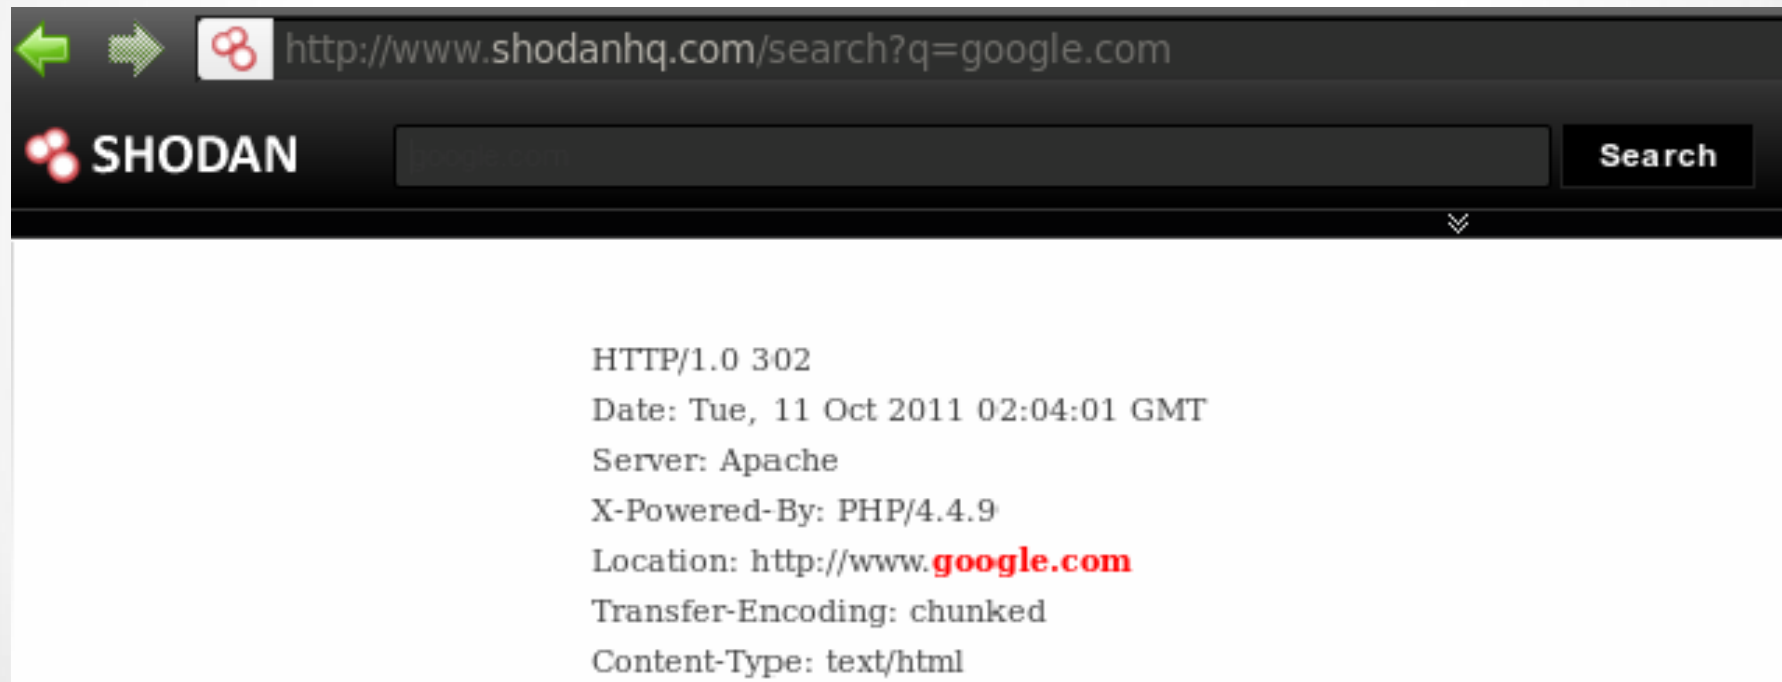 http://www.shodanhq.com/search?q=google.com
SHODAN
google.com
Search
HTTP/1.0 302
Date: Tue, 11 Oct 2011 02:04:01 GMT
Server: Apache
X-Powered-By: PHP/4.4.9
Location: http://www.google.com
Transfer-Encoding: chunked
Content-Type: text/html